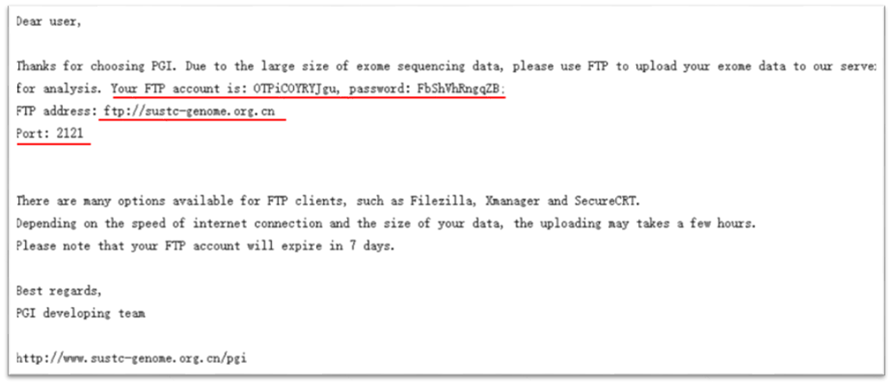 Dear user,
Thanks for choosing PGI. Due to the large size of exome sequencing data, please use FTP to upload your exome data to our serve
for analysis. Your FTP account is: OTPiCOYRYJgu, password: FbShVhRngqZB;
FTP address: ftp://sustc-genome.org.cn
Port: 2121
There are many options available for FTP clients, such as Filezilla, Xmanager and SecureCRT.
Depending on the speed of internet connection and the size of your data, the uploading may takes a few hours.
Please note that your FTP account will expire in 7 days.
Best regards,
PGI developing team
http://www.sustc-genome.org.cn/pgi